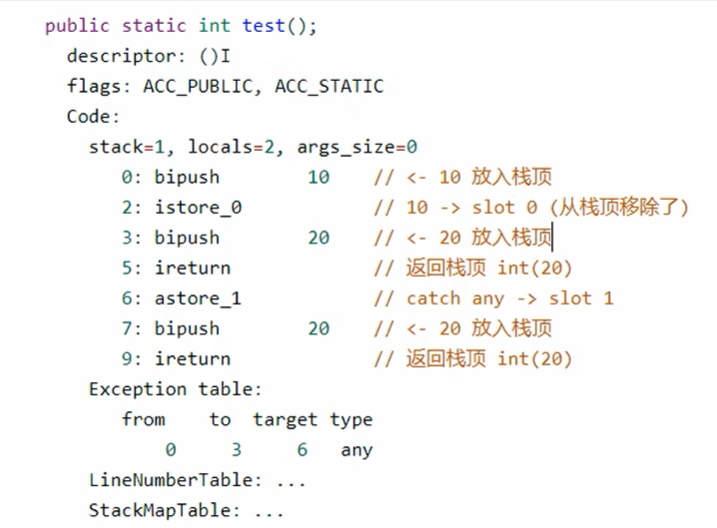 public static int test();
descriptor: ()I
flags: ACC_PUBLIC, ACC_STATIC
Code:
stack=1, locals=2, args_size=0
0: bipush 10 // <- 10 放入栈顶
2: istore_0 // 10 -> slot 0 (从栈顶移除了)
3: bipush 20 // <- 20 放入栈顶
5: ireturn // 返回栈顶 int(20)
6: astore_1 // catch any -> slot 1
7: bipush 20 // <- 20 放入栈顶
9: ireturn // 返回栈顶 int(20)
Exception table:
from to target type
0 3 6 any
LineNumberTable: ...
StackMapTable: ...